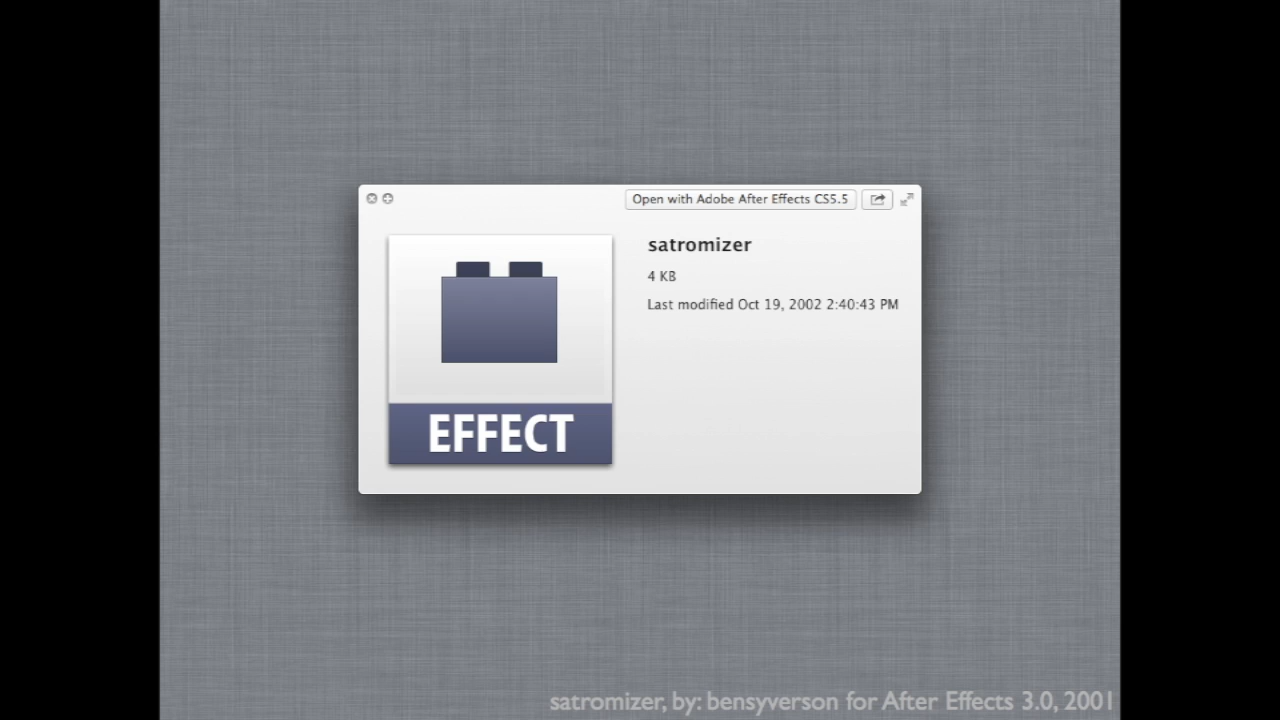 Open with Adobe After Effects CS5.5
satromizer
4 KB
Last modified Oct 19, 2002 2:40:43 PM
EFFECT
satromizer, by: bensyverson for After Effects 3.0, 2001